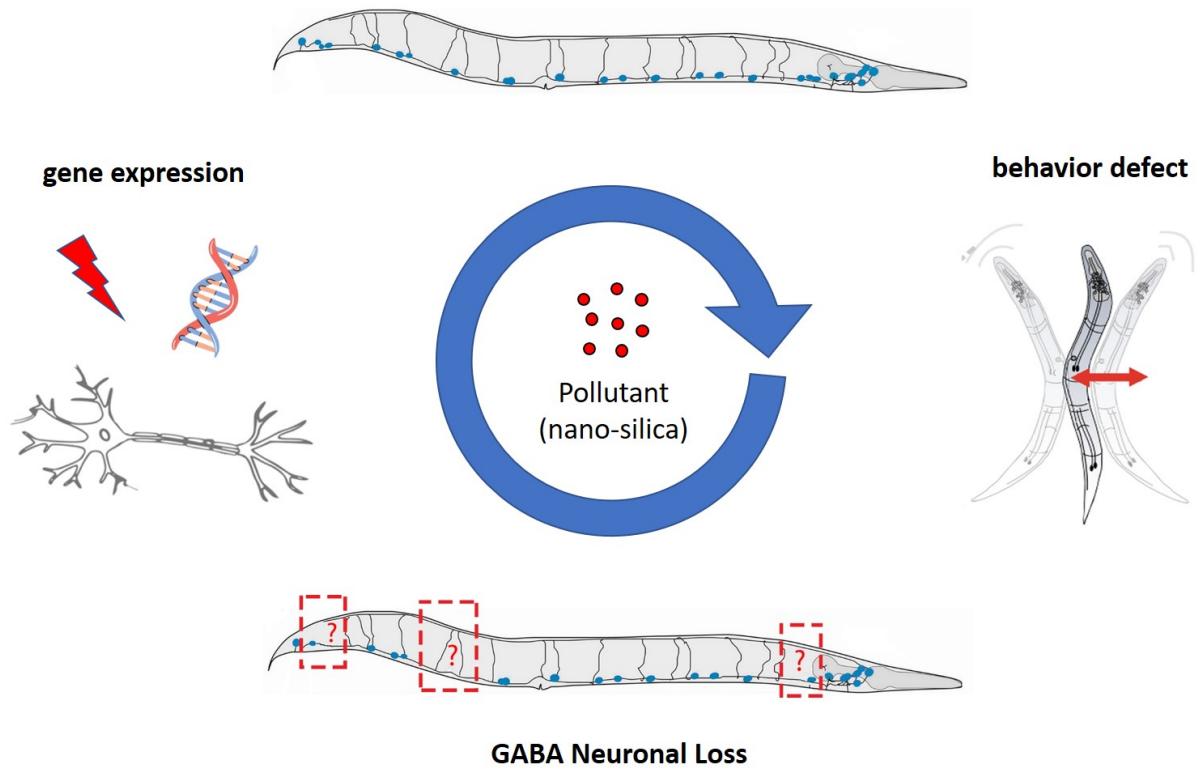 gene expression
behavior defect
Pollutant
(nano-silica)
?
?
?
GABA Neuronal Loss